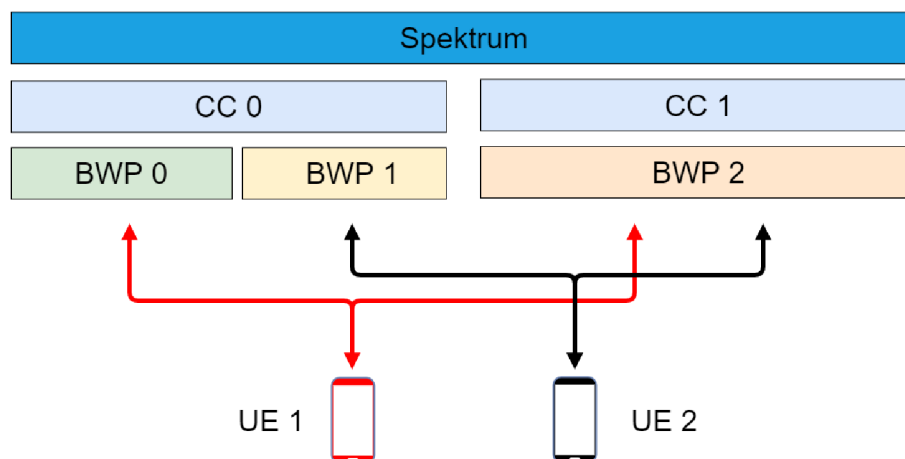 Spektrum
CC 0
CC 1
BWP 0
BWP 1
BWP 2
UE 1
UE 2